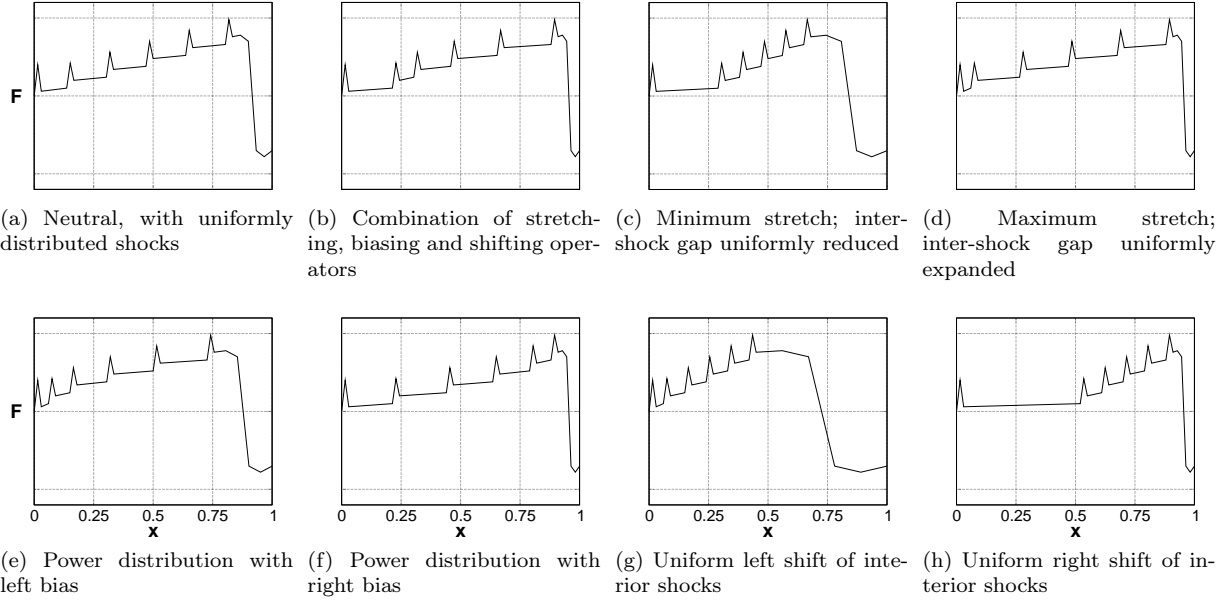 F
(a) Neutral, with uniformly
distributed shocks
(b) Combination of stretch-
ing, biasing and shifting oper-
ators
(c) Minimum stretch; inter-
shock gap uniformly reduced
(d) Maximum stretch;
inter-shock gap uniformly
expanded
F
0 0.25 0.5 0.75 1
x
0 0.25 0.5 0.75 1
x
0 0.25 0.5 0.75 1
x
0 0.25 0.5 0.75 1
x
(e) Power distribution with
left bias
(f) Power distribution with
right bias
(g) Uniform left shift of inte-
rior shocks
(h) Uniform right shift of in-
terior shocks